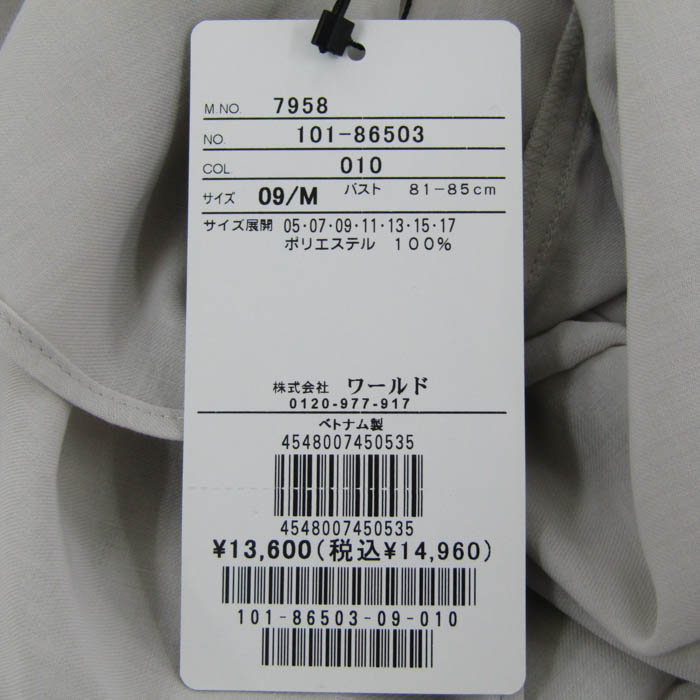 M.NO. 7958
NO. 101-86503
COL. 010
サイズ 09/M バスト 81-85cm
サイズ展開 05・07・09・11・13・15・17
ポリエステル 100%
株式会社 ワールド
0120-977-917
ベトナム製
4548007450535
4548007450535
¥13,600(税込¥14,960)
101-86503-09-010